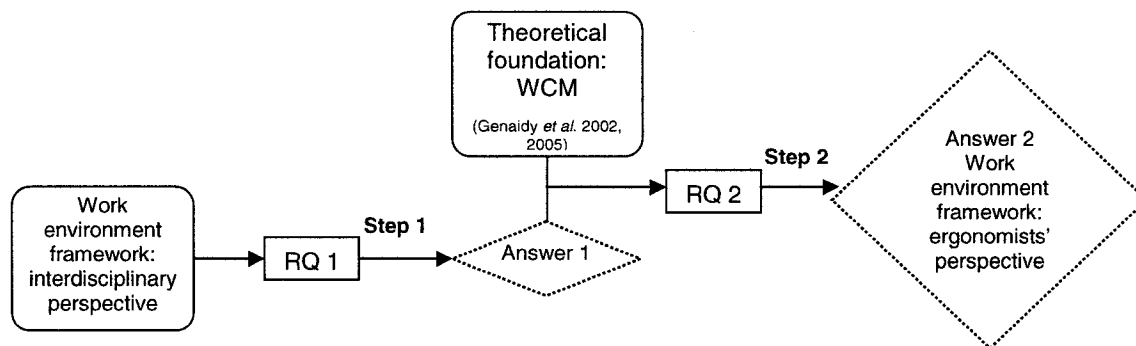 Theoretical
foundation:
WCM
(Genaidy et al. 2002,
2005)
Work
environment
framework:
interdisciplinary
perspective
RQ 1
Step 1
Answer 1
RQ 2
Step 2
Answer 2
Work
environment
framework:
ergonomists'
perspective